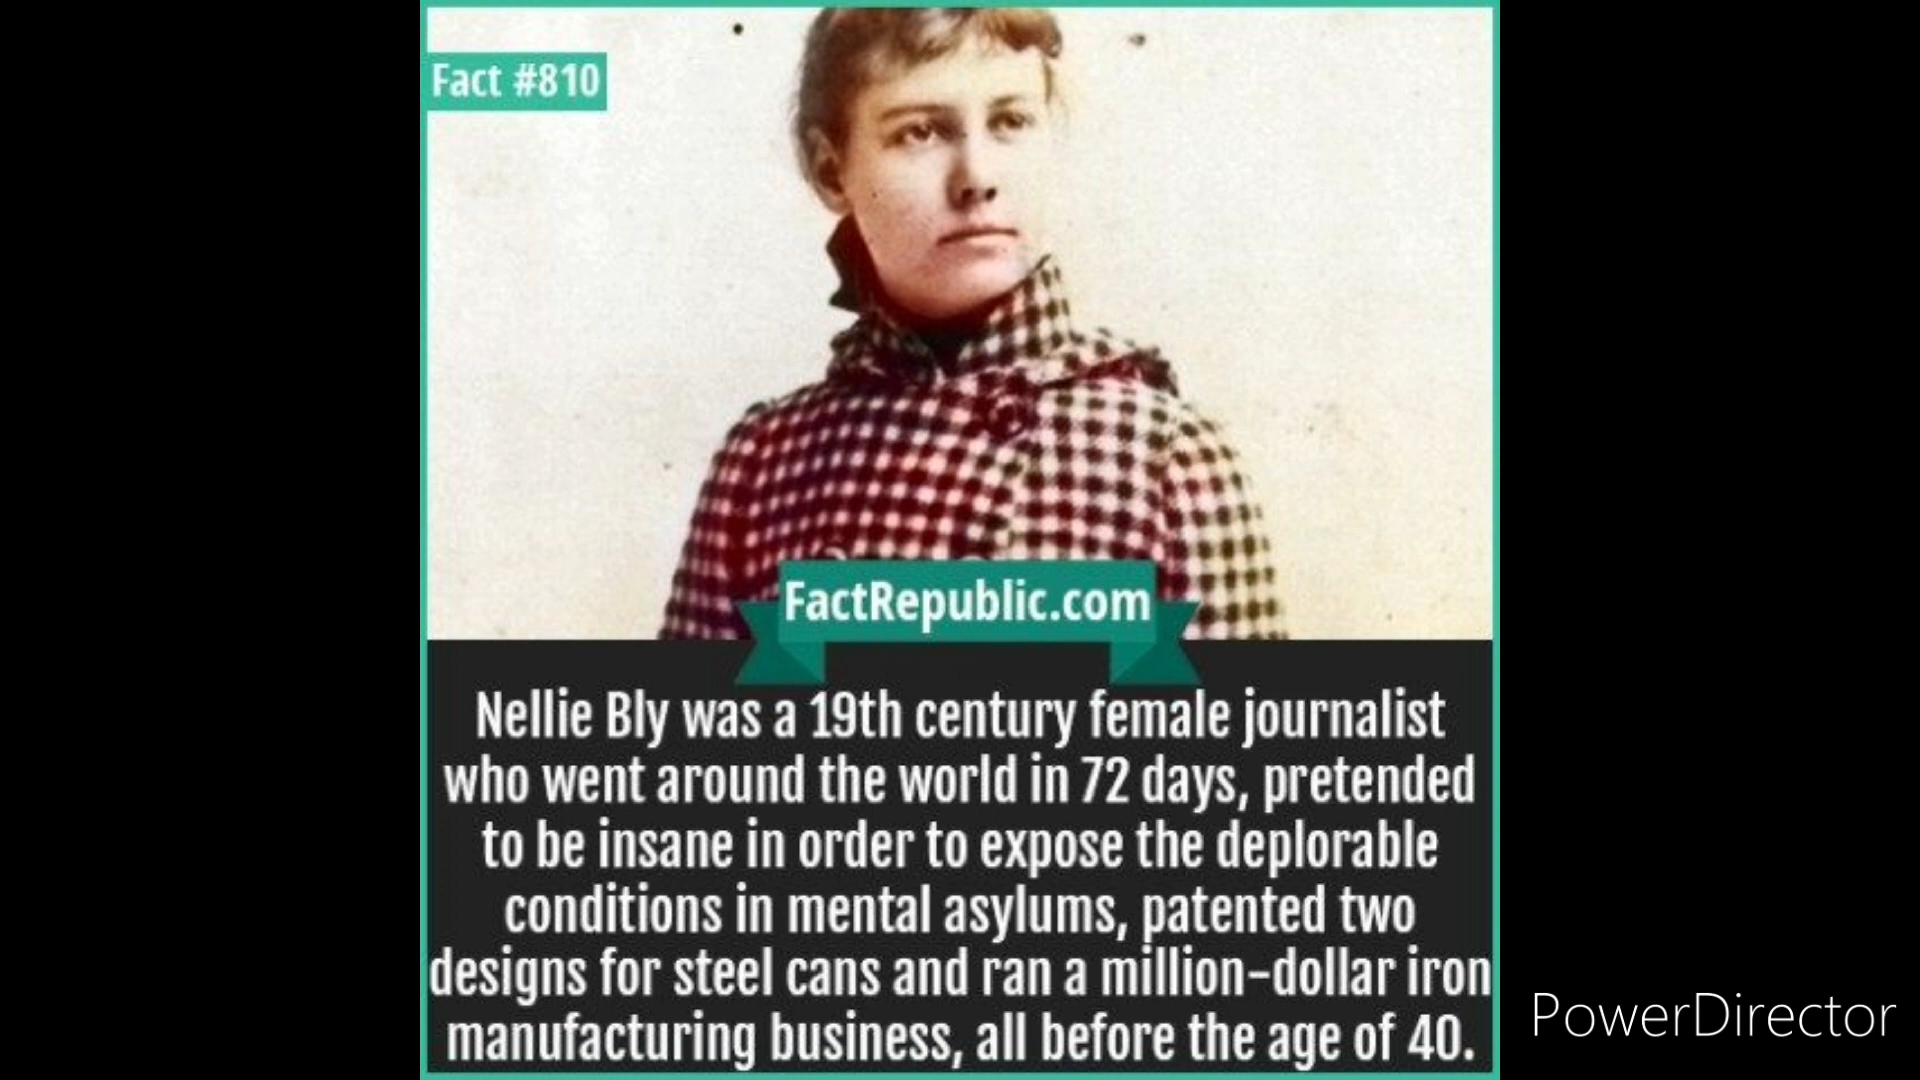 Fact #810
FactRepublic.com
Nellie Bly was a 19th century female journalist
who went around the world in 72 days, pretended
to be insane in order to expose the deplorable
conditions in mental asylums, patented two
designs for steel cans and ran a million-dollar iron
manufacturing business, all before the age of 40.
PowerDirector